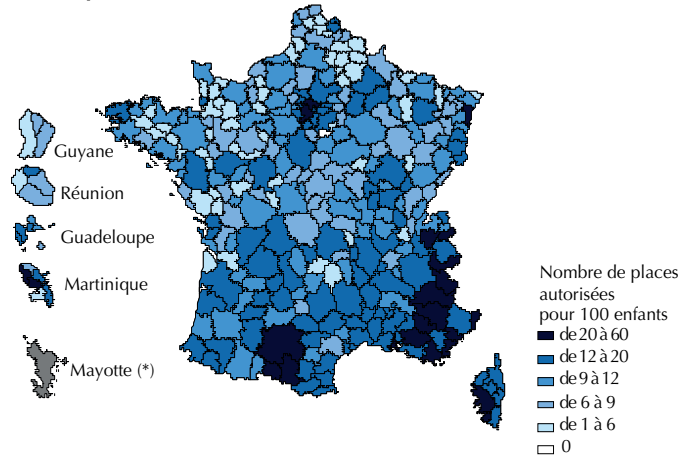 Guyane
Réunion
Guadeloupe
Martinique
Mayotte (*)
Nombre de places
autorisées
pour 100 enfants
de 20 à 60
de 12 à 20
de 9 à 12
de 6 à 9
de 1 à 6
0